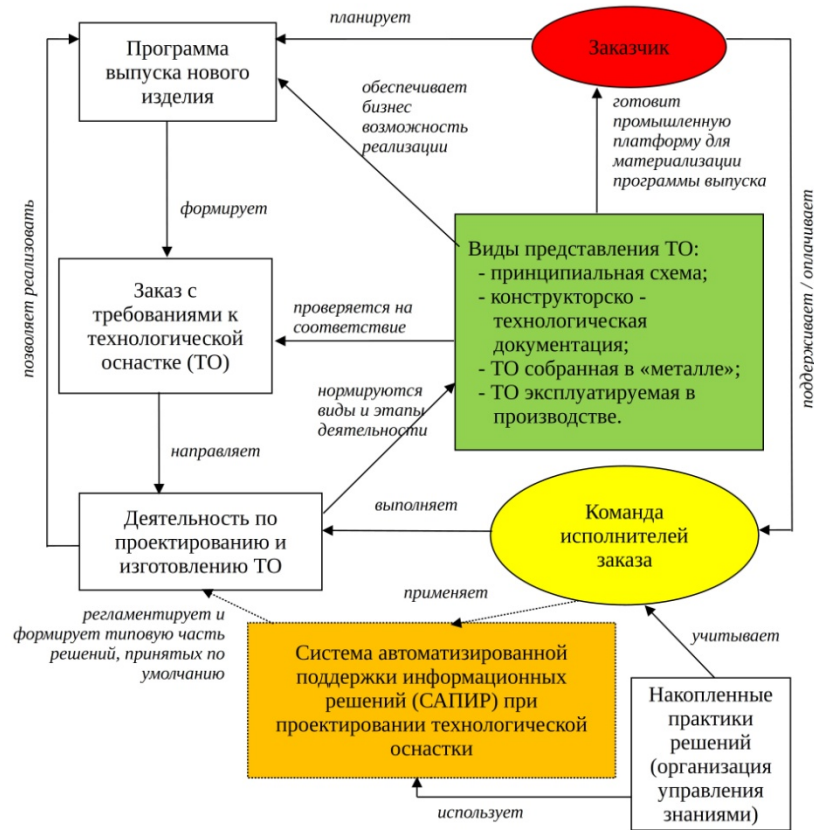 планирует
Программа
выпуска нового
изделия
Заказчик
обеспечивает
бизнес
возможность
реализации
готовит
промышленную
платформу для
материализации
программы выпуска
формирует
позволяет реализовать
поддерживает / оплачивает
Виды представления ТО:
- принципиальная схема;
- конструкторско -
технологическая
документация;
- ТО собранная в «металле»;
- ТО эксплуатируемая в
производстве.
Заказ с
требованиями к
технологической
оснастке (ТО)
проверяется на
соответствие
нормируются
виды и этапы
деятельности
направляет
Деятельность по
проектированию и
изготовлению ТО
выполняет
Команда
исполнителей
заказа
применяет
регламентирует и
формирует типовую часть
решений, принятых по
умолчанию
учитывает
Система автоматизированной
поддержки информационных
решений (САПИР) при
проектировании технологической
оснастки
Накопленные
практики
решений
(организация
управления
знаниями)
использует